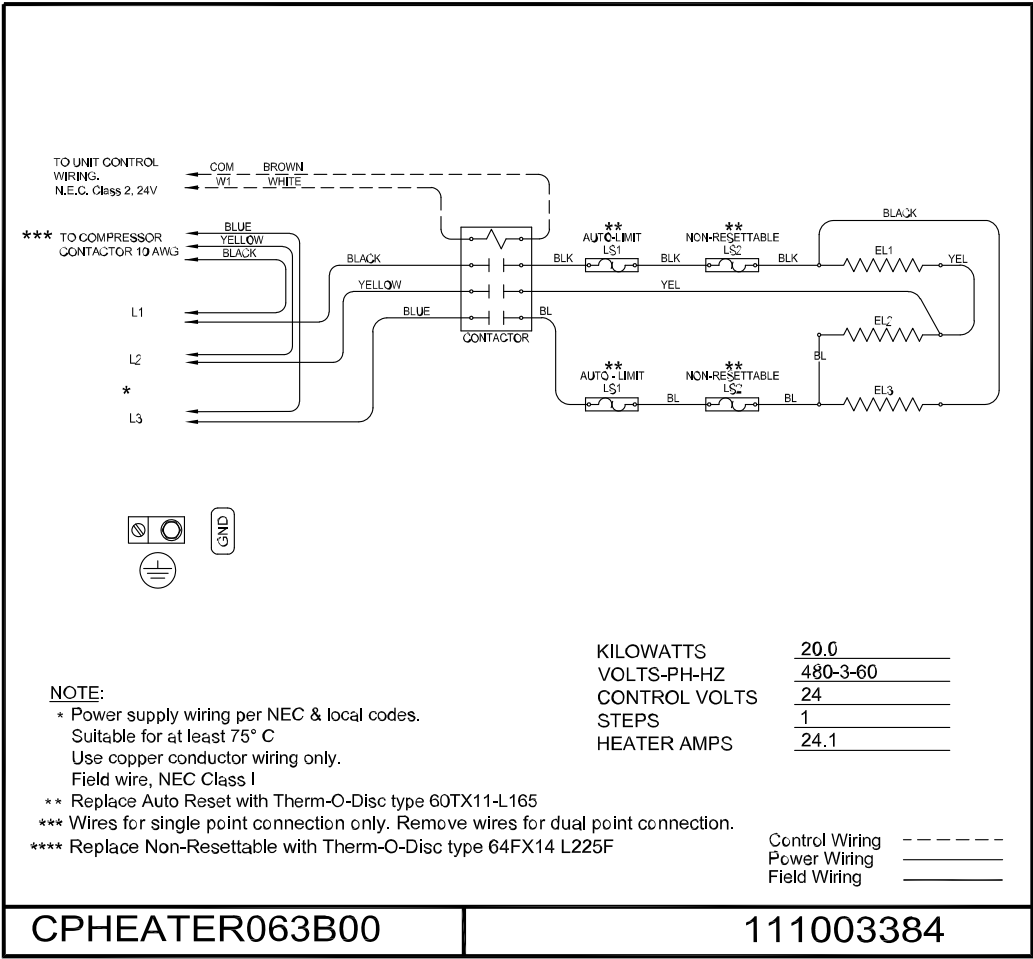 TO UNIT CONTROL
WIRING.
N.E.C. Class 2, 24V
COM BROWN
W1 WHITE
*** TO COMPRESSOR
CONTACTOR 10 AWG
BLUE
YELLOW
BLACK
L1
L2
*
L3
BLACK
YELLOW
BLUE
CONTACTOR
BLK
**
AUTO-LIMIT
LS1
BLK
**
NON-RESETTABLE
LS2
BLK
BLACK
EL1
YEL
YEL
EL2
BL
BL
**
AUTO - LIMIT
LS1
BL
**
NON-RESETTABLE
LS2
BL
EL3
GND
KILOWATTS 20.0
VOLTS-PH-HZ 480-3-60
CONTROL VOLTS 24
STEPS 1
HEATER AMPS 24.1
NOTE:
* Power supply wiring per NEC & local codes.
Suitable for at least 75° C
Use copper conductor wiring only.
Field wire, NEC Class I
** Replace Auto Reset with Therm-O-Disc type 60TX11-L165
*** Wires for single point connection only. Remove wires for dual point connection.
**** Replace Non-Resettable with Therm-O-Disc type 64FX14 L225F
Control Wiring
Power Wiring
Field Wiring
CPHEATER063B00
111003384